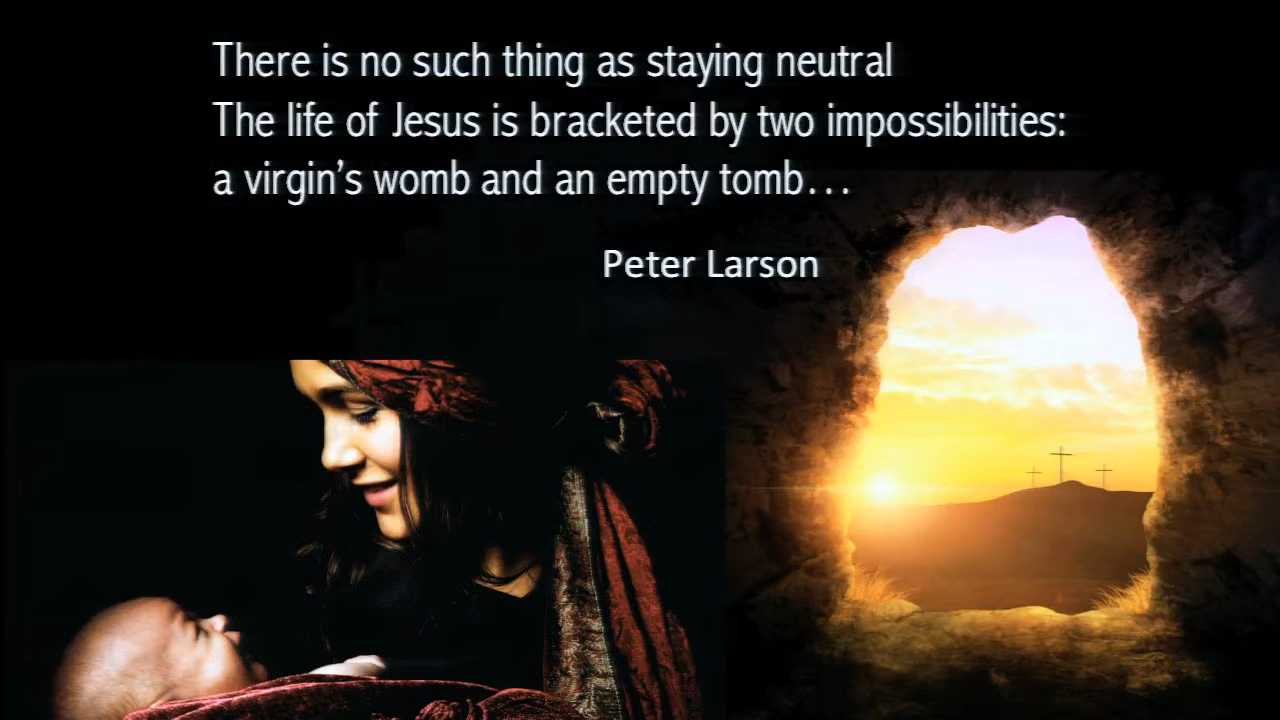 There is no such thing as staying neutral
The life of Jesus is bracketed by two impossibilities:
a virgin’s womb and an empty tomb…
Peter Larson